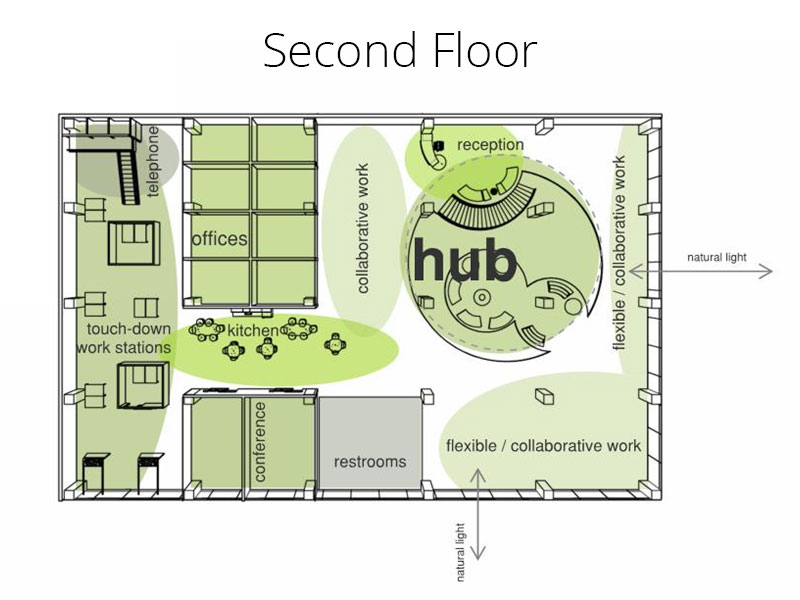 Second Floor
telephone
reception
collaborative work
flexible / collaborative work
offices
hub
natural light
touch-down
work stations
kitchen
conference
restrooms
flexible / collaborative work
natural light